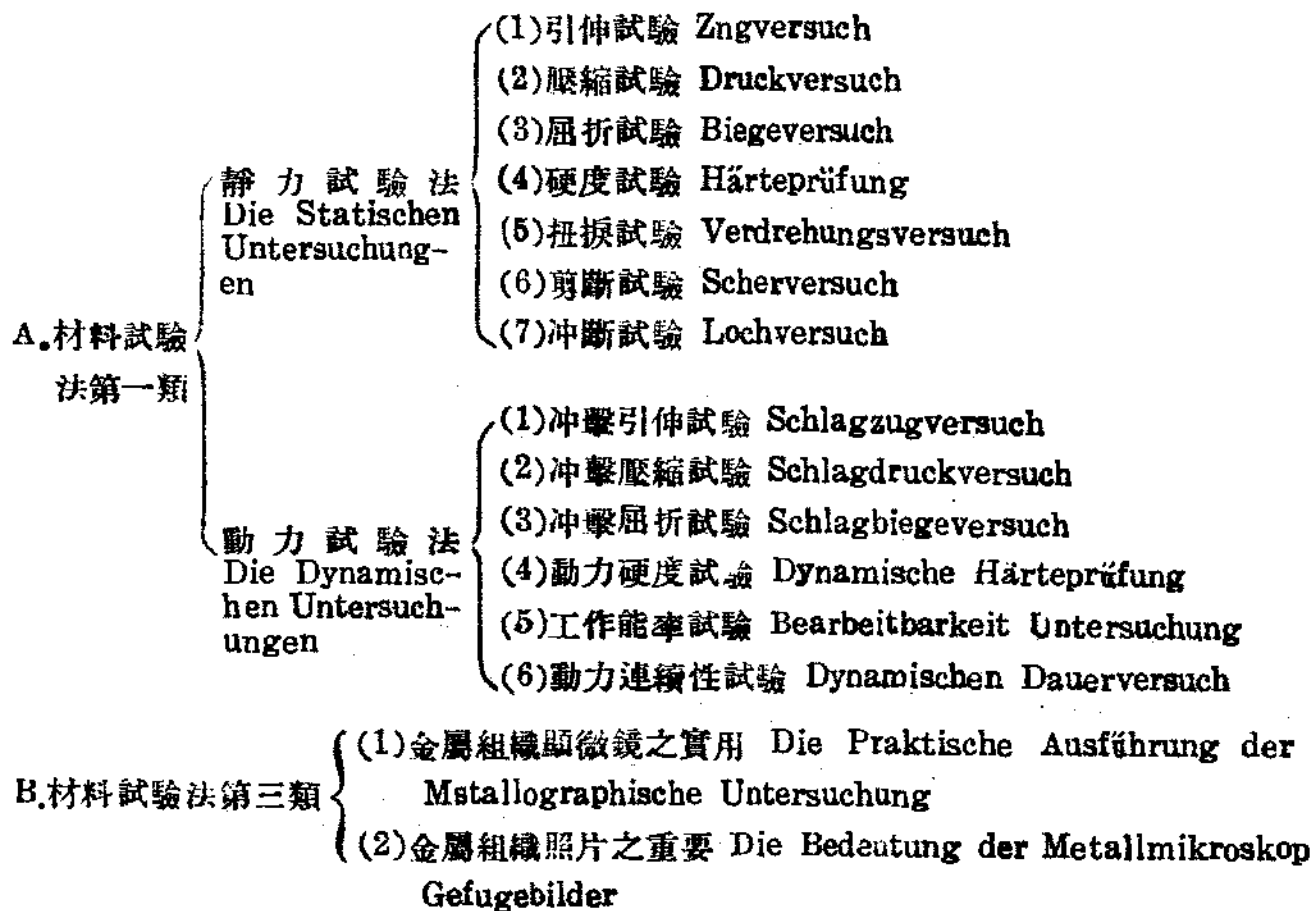 A.材料試驗
法第一類
靜力試驗法
Die Statischen
Untersuchung-
en
(1)引伸試驗 Zngversuch
(2)壓縮試驗 Druckversuch
(3)屈折試驗 Biegeversuch
(4)硬度試驗 Härteprüfung
(5)扭捩試驗 Verdrehungsversuch
(6)剪斷試驗 Scherversuch
(7)冲斷試驗 Lochversuch
動力試驗法
Die Dynamisc-
hen Untersuch-
ungen
(1)冲擊引伸試驗 Schlagzugversuch
(2)冲擊壓縮試驗 Schlagdruckversuch
(3)冲擊屈折試驗 Schlagbiegeversuch
(4)動力硬度試驗 Dynamische Härteprüfung
(5)工作能率試驗 Bearbeitbarkeit Untersuchung
(6)動力連續性試驗 Dynamischen Dauerversuch
B.材料試驗法第三類
(1)金屬組織顯微鏡之實用 Die Praktische Ausführung der
Mstallographische Untersuchung
(2)金屬組織照片之重要 Die Bedeutung der Metallmikroskop
Gefugebilder